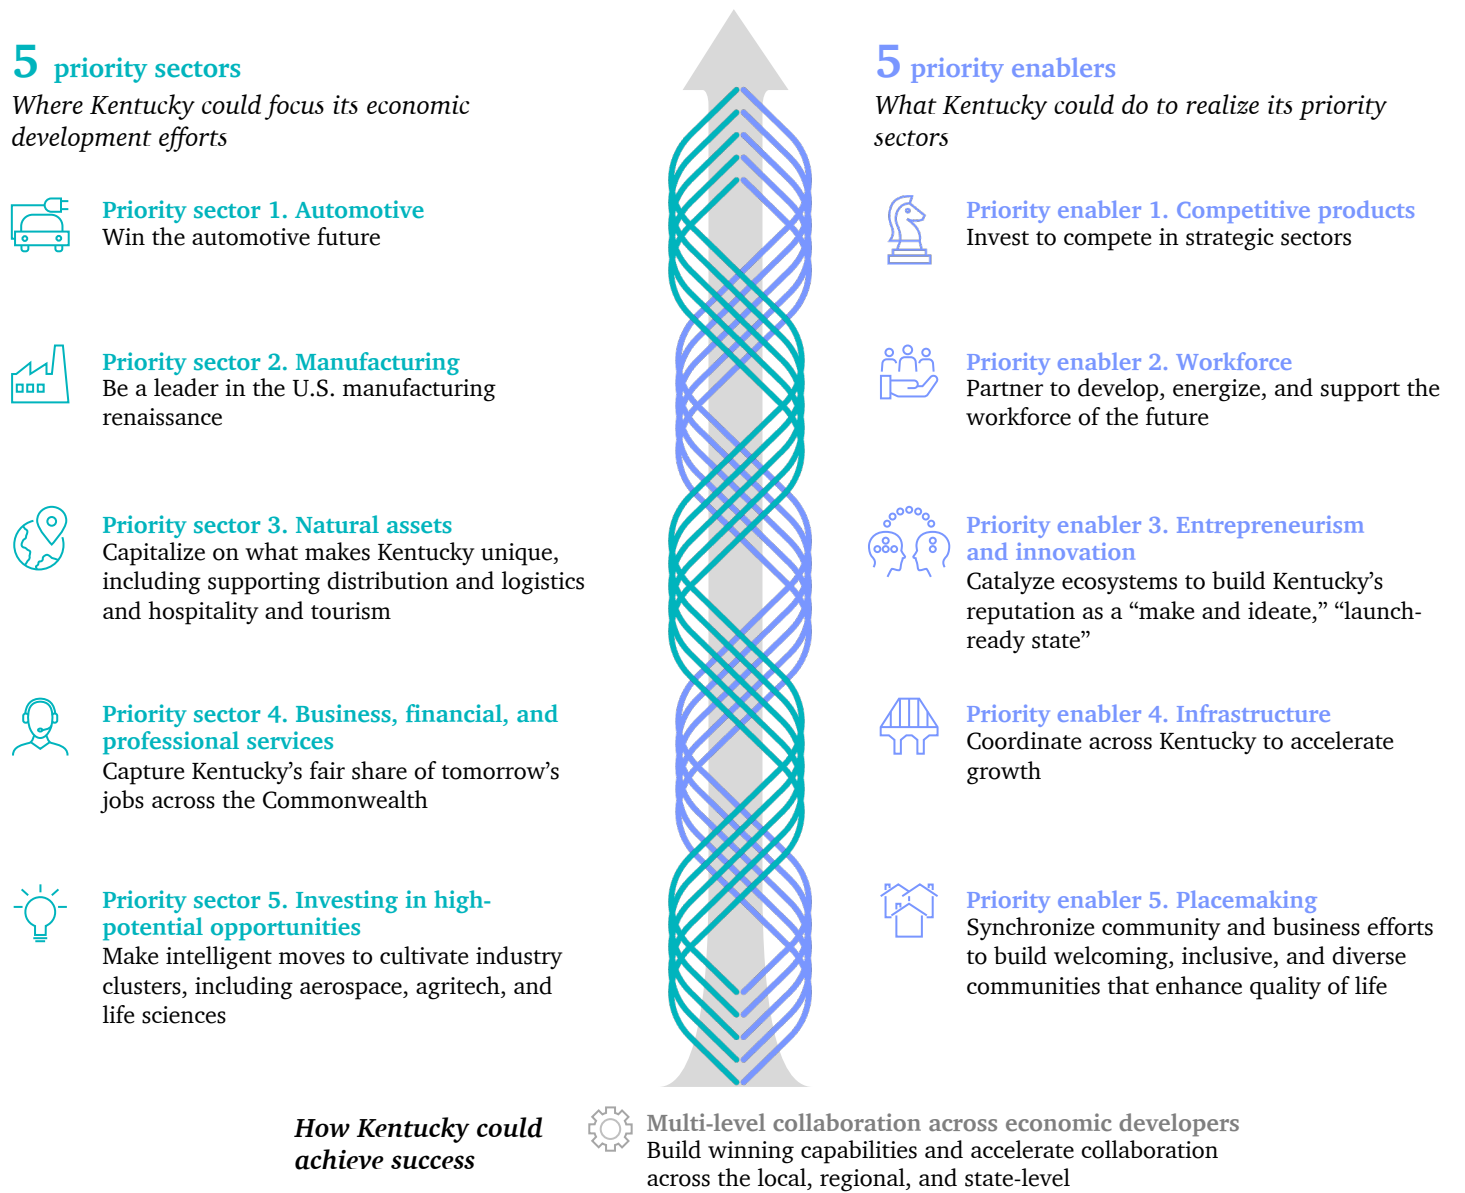 5 priority sectors
Where Kentucky could focus its economic
development efforts
Priority sector 1. Automotive
Win the automotive future
Priority sector 2. Manufacturing
Be a leader in the U.S. manufacturing
renaissance
Priority sector 3. Natural assets
Capitalize on what makes Kentucky unique,
including supporting distribution and logistics
and hospitality and tourism
Priority sector 4. Business, financial, and
professional services
Capture Kentucky’s fair share of tomorrow’s
jobs across the Commonwealth
Priority sector 5. Investing in high-
potential opportunities
Make intelligent moves to cultivate industry
clusters, including aerospace, agritech, and
life sciences
5 priority enablers
What Kentucky could do to realize its priority
sectors
Priority enabler 1. Competitive products
Invest to compete in strategic sectors
Priority enabler 2. Workforce
Partner to develop, energize, and support the
workforce of the future
Priority enabler 3. Entrepreneurism
and innovation
Catalyze ecosystems to build Kentucky’s
reputation as a “make and ideate,” “launch-
ready state”
Priority enabler 4. Infrastructure
Coordinate across Kentucky to accelerate
growth
Priority enabler 5. Placemaking
Synchronize community and business efforts
to build welcoming, inclusive, and diverse
communities that enhance quality of life
How Kentucky could
achieve success
Multi-level collaboration across economic developers
Build winning capabilities and accelerate collaboration
across the local, regional, and state-level